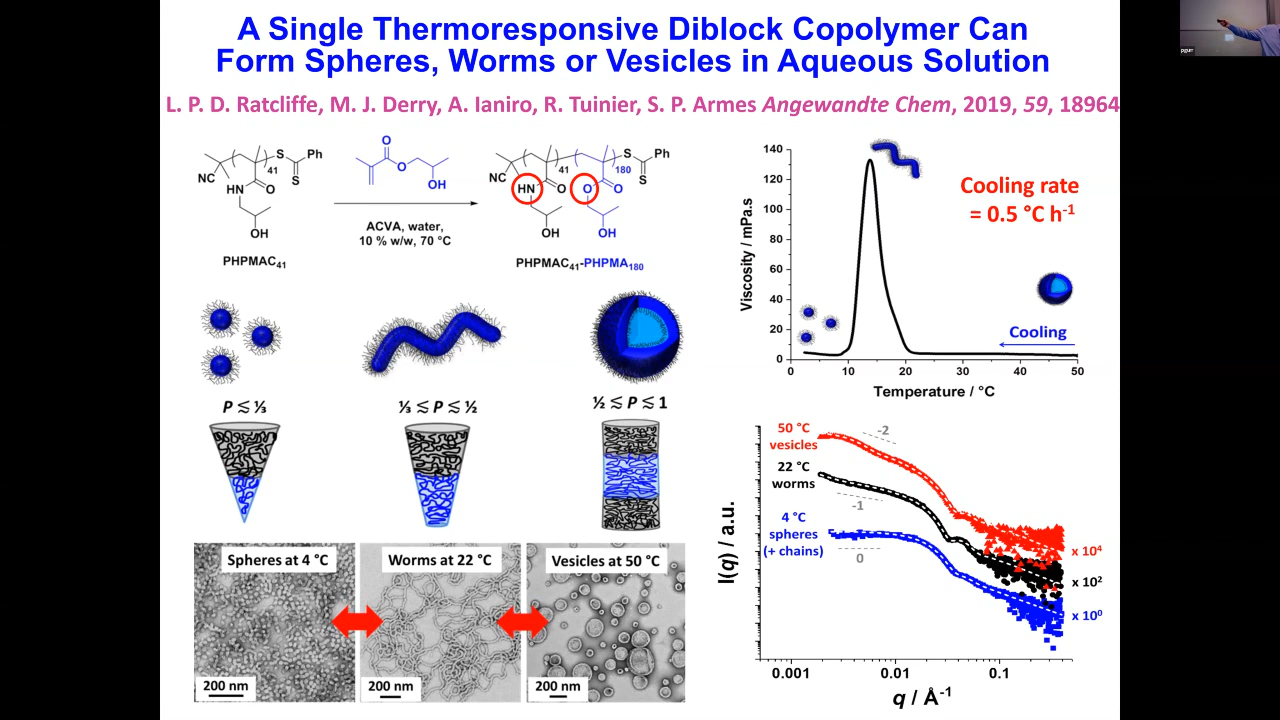 A Single Thermoresponsive Diblock Copolymer Can
Form Spheres, Worms or Vesicles in Aqueous Solution
L. P. D. Ratcliffe, M. J. Derry, A. Ianiro, R. Tuinier, S. P. Armes Angewandte Chem, 2019, 59, 18964
41
S
Ph
NC
S
HN
O
OH
PHPMAC41
O
O
OH
ACVA, water,
10 % w/w, 70 °C
41
180
S
Ph
NC
S
HN
O
O
O
OH
OH
PHPMAC41-PHPMA180
P ≲ ⅓
⅓ ≲ P ≲ ½
½ ≲ P ≲ 1
Spheres at 4 °C
Worms at 22 °C
Vesicles at 50 °C
200 nm
200 nm
200 nm
Viscosity / mPa.s
140
120
100
80
60
40
20
0
0
10
20
30
40
50
Temperature / °C
Cooling rate
= 0.5 °C h-1
Cooling
I(q) / a.u.
50 °C
vesicles
-2
22 °C
worms
-1
4 °C
spheres
(+ chains)
0
x 10⁴
x 10²
x 10⁰
0.001
0.01
0.1
q / Å-1